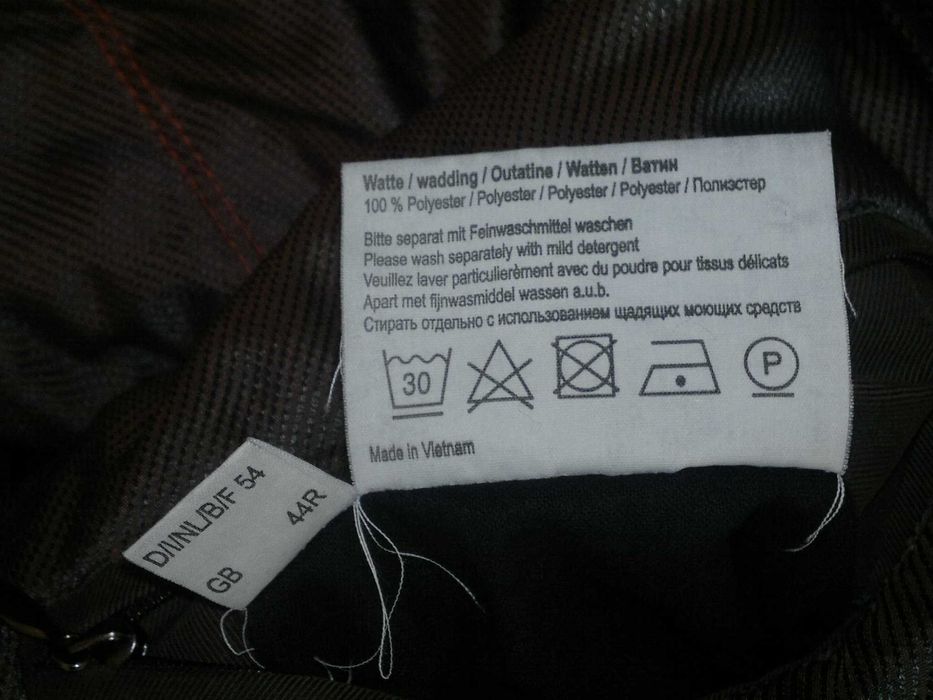 Watte / wadding / Outatine / Watten / Ватин
100 % Polyester / Polyester / Polyester / Polyester / Полиэстер
Bitte separat mit Feinwaschmittel waschen
Please wash separately with mild detergent
Veuillez laver particulierèment avec du poudre pour tissus délicats
Apart met fijnwasmiddel wassen a.u.b.
Стирать отдельно с использованием щадящих моющих средств
30
P
Made in Vietnam
D/I/NL/B/F 54
GB 44R